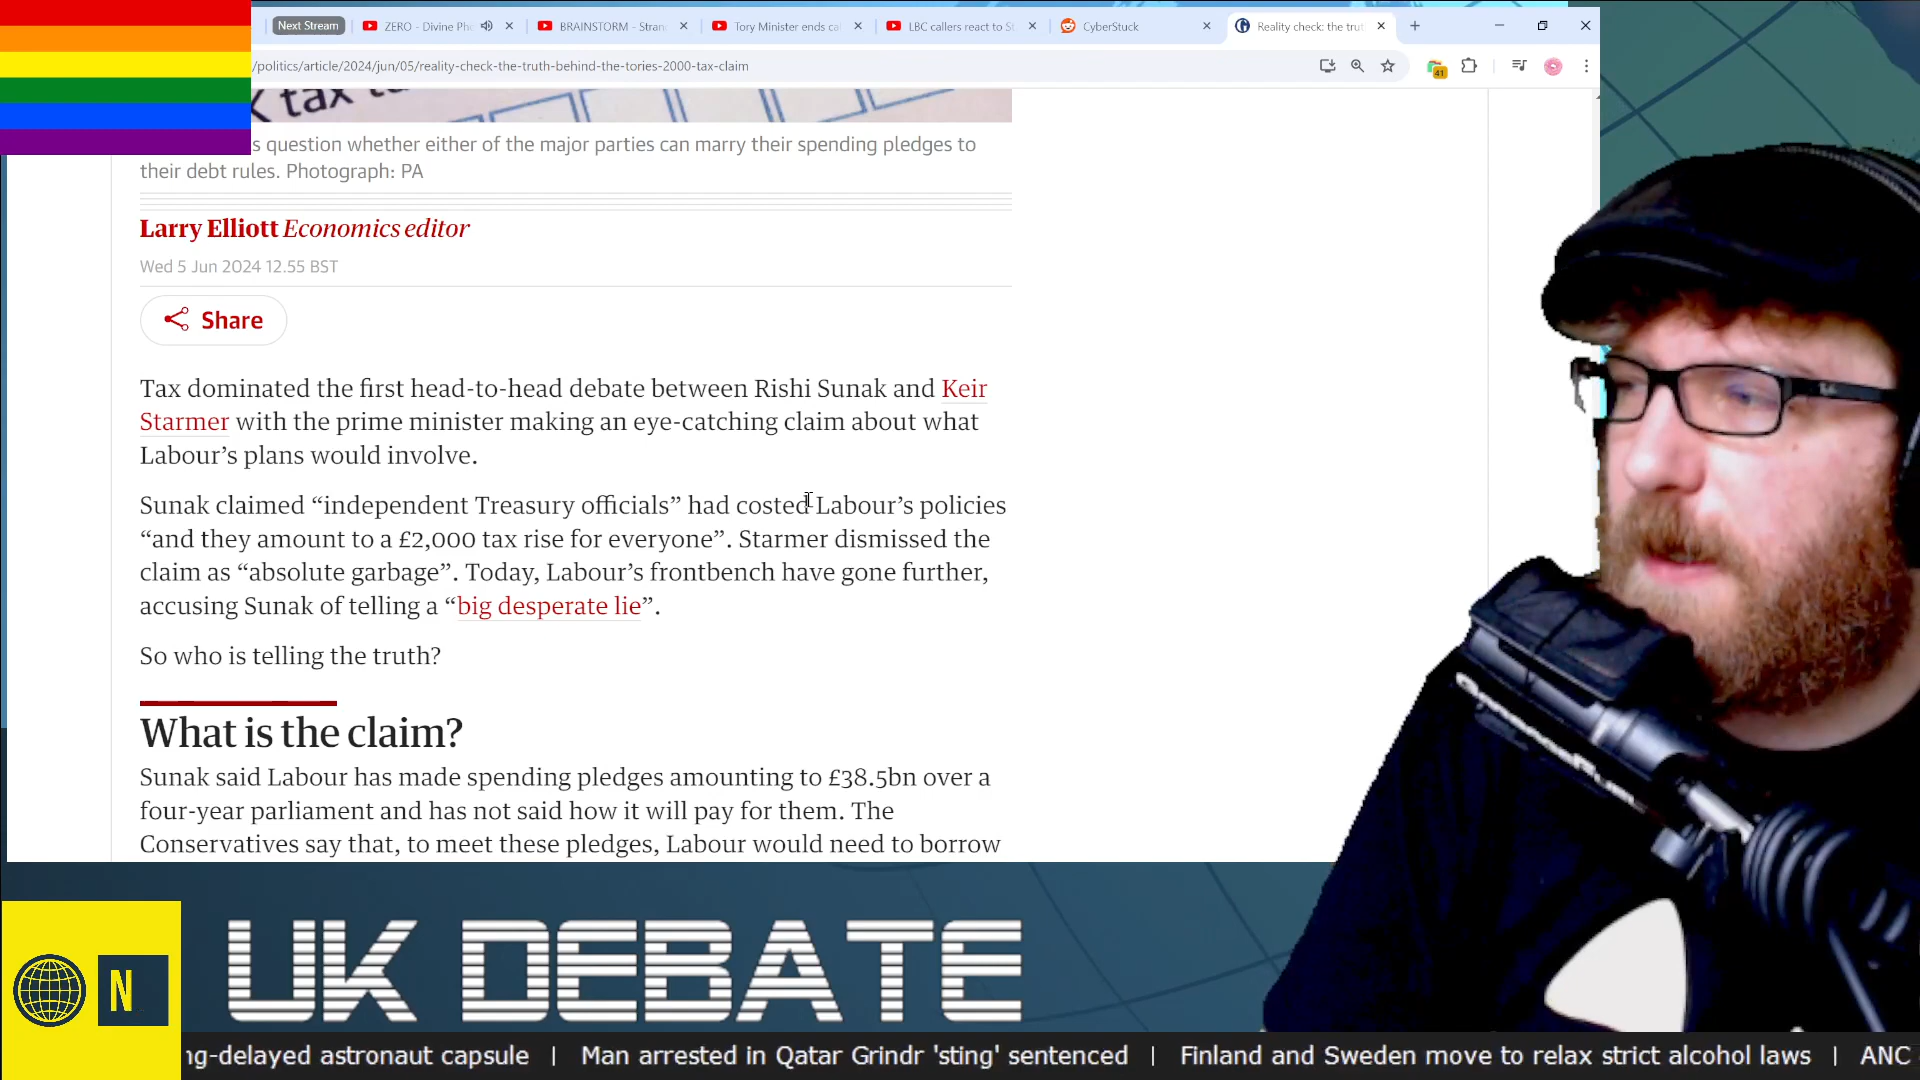 Next Stream
ZERO - Divine Ph
BRAINSTORM - Stran
Tory Minister ends ca
LBC callers react to S
CyberStuck
Reality check: the trut
/politics/article/2024/jun/05/reality-check-the-truth-behind-the-tories-2000-tax-claim
41
tax
s question whether either of the major parties can marry their spending pledges to
their debt rules. Photograph: PA
Larry Elliott Economics editor
Wed 5 Jun 2024 12.55 BST
Share
Tax dominated the first head-to-head debate between Rishi Sunak and Keir
Starmer with the prime minister making an eye-catching claim about what
Labour’s plans would involve.
Sunak claimed “independent Treasury officials” had costed Labour’s policies
“and they amount to a £2,000 tax rise for everyone”. Starmer dismissed the
claim as “absolute garbage”. Today, Labour’s frontbench have gone further,
accusing Sunak of telling a “big desperate lie”.
So who is telling the truth?
What is the claim?
Sunak said Labour has made spending pledges amounting to £38.5bn over a
four-year parliament and has not said how it will pay for them. The
Conservatives say that, to meet these pledges, Labour would need to borrow
N
UK DEBATE
ng-delayed astronaut capsule | Man arrested in Qatar Grindr 'sting' sentenced | Finland and Sweden move to relax strict alcohol laws | ANC